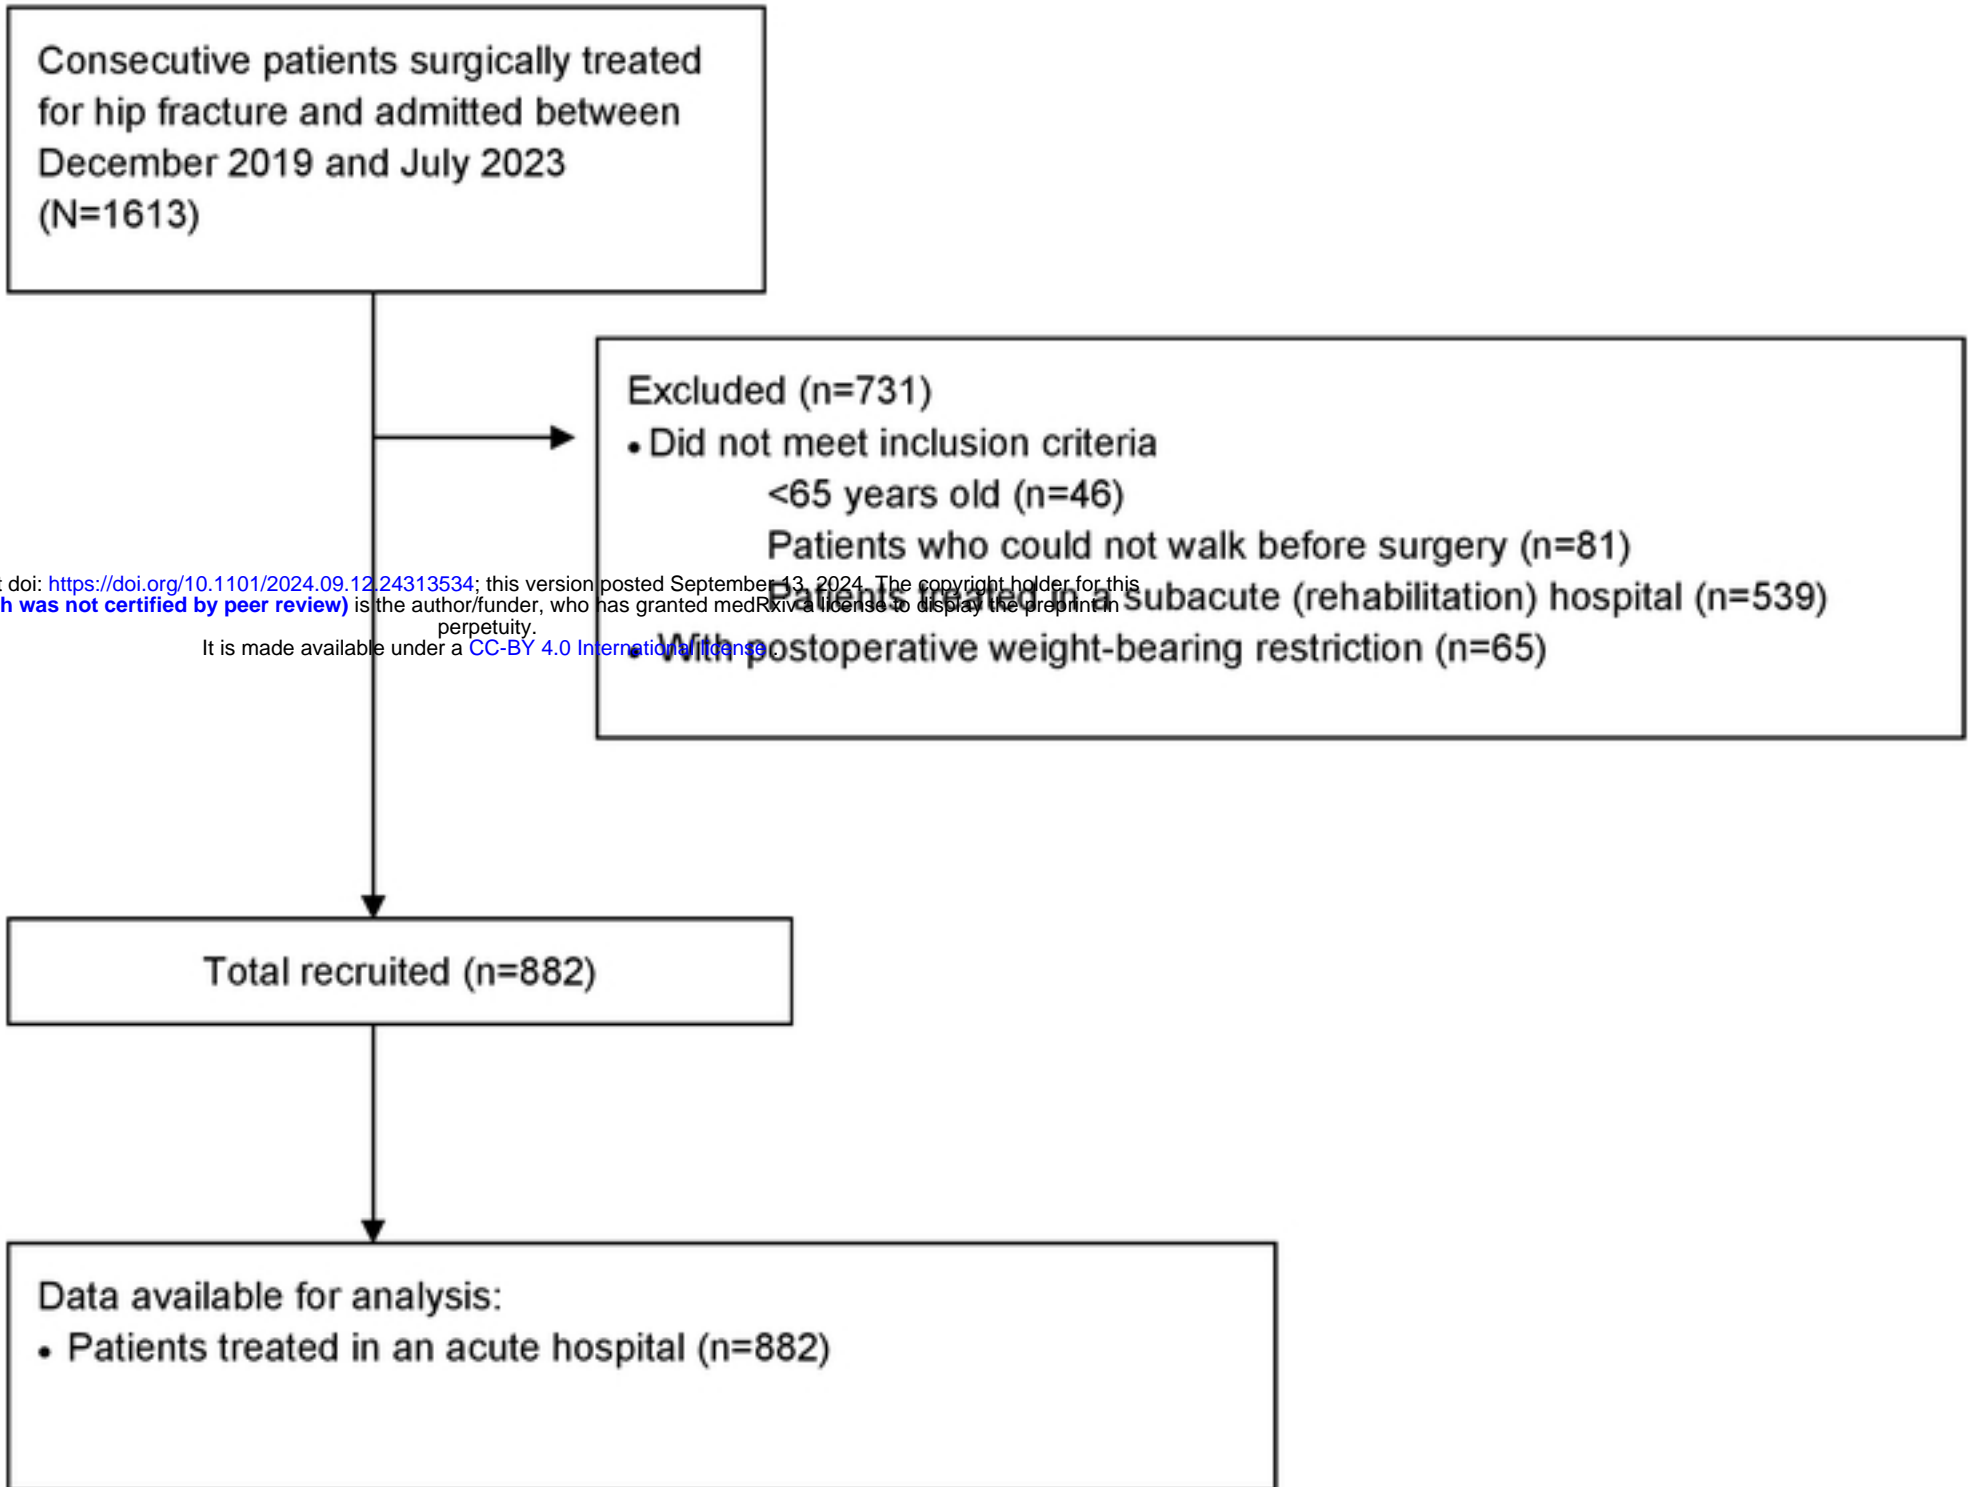 Consecutive patients surgically treated
for hip fracture and admitted between
December 2019 and July 2023
(N=1613)
Excluded (n=731)
• Did not meet inclusion criteria
<65 years old (n=46)
Patients who could not walk before surgery (n=81)
t doi: https://doi.org/10.1101/2024.09.12.24313534; this version posted September 13, 2024. The copyright holder for this
Patients treated in a subacute (rehabilitation) hospital (n=539)
h was not certified by peer review) is the author/funder, who has granted medRxiv a license to display the preprint in
perpetuity.
It is made available under a CC-BY 4.0 International license .
• With postoperative weight-bearing restriction (n=65)
Total recruited (n=882)
Data available for analysis:
• Patients treated in an acute hospital (n=882)